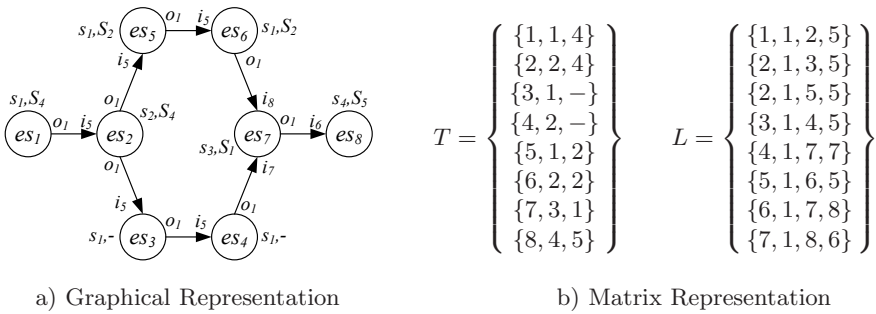 s₁,S₂ es₅ o₁ i₅ es₆ s₁,S₂
i₅ o₁
s₁,S₄ o₁ s₂,S₄ i₈ s₄,S₅
es₁ o₁ i₅ es₂ es₇ o₁ i₆ es₈
o₁ s₃,S₁ i₇
i₅ o₁
s₁,- es₃ o₁ i₅ es₄ s₁,-
a) Graphical Representation
T = { {1, 1, 4}
{2, 2, 4}
{3, 1, −}
{4, 2, −}
{5, 1, 2}
{6, 2, 2}
{7, 3, 1}
{8, 4, 5} }
L = { {1, 1, 2, 5}
{2, 1, 3, 5}
{2, 1, 5, 5}
{3, 1, 4, 5}
{4, 1, 7, 7}
{5, 1, 6, 5}
{6, 1, 7, 8}
{7, 1, 8, 6} }
b) Matrix Representation